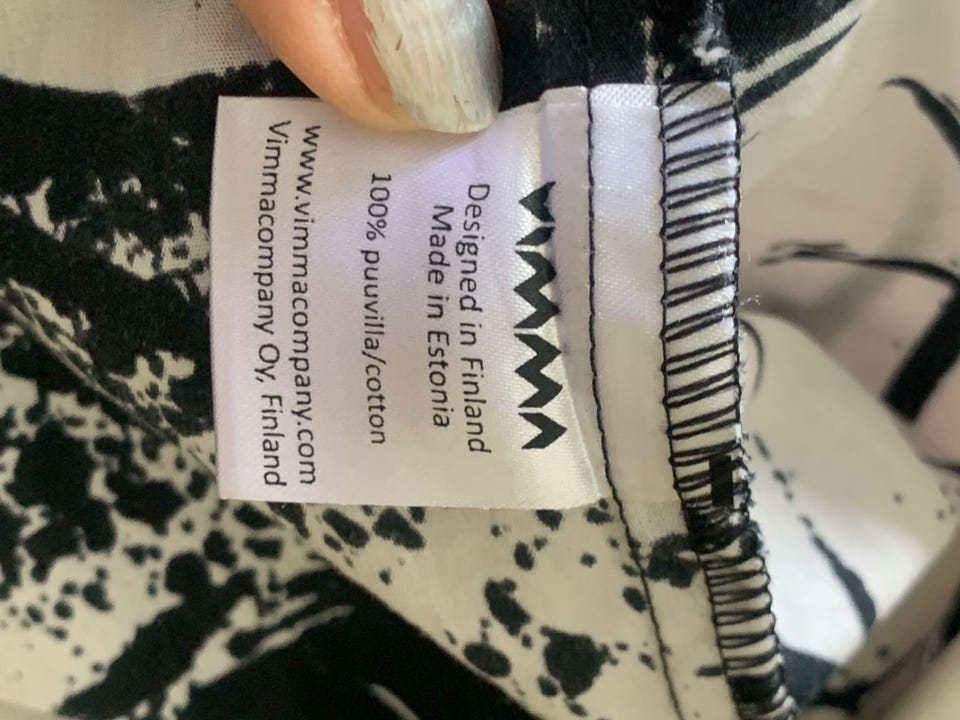 VIMMA
Designed in Finland
Made in Estonia
100% puuvilla/cotton
www.vimmacompany.com
Vimmacompany Oy, Finland